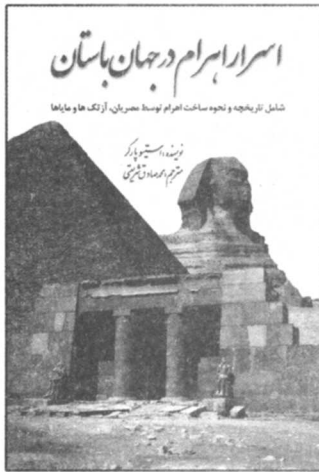 اسرار اهرام در جهان باستان
شامل تاریخچه و نحوه ساخت اهرام توسط مصریان، آزتک ها و مایاها
نویسنده: استیو پارکر
مترجم: محمدصادق شریعتی